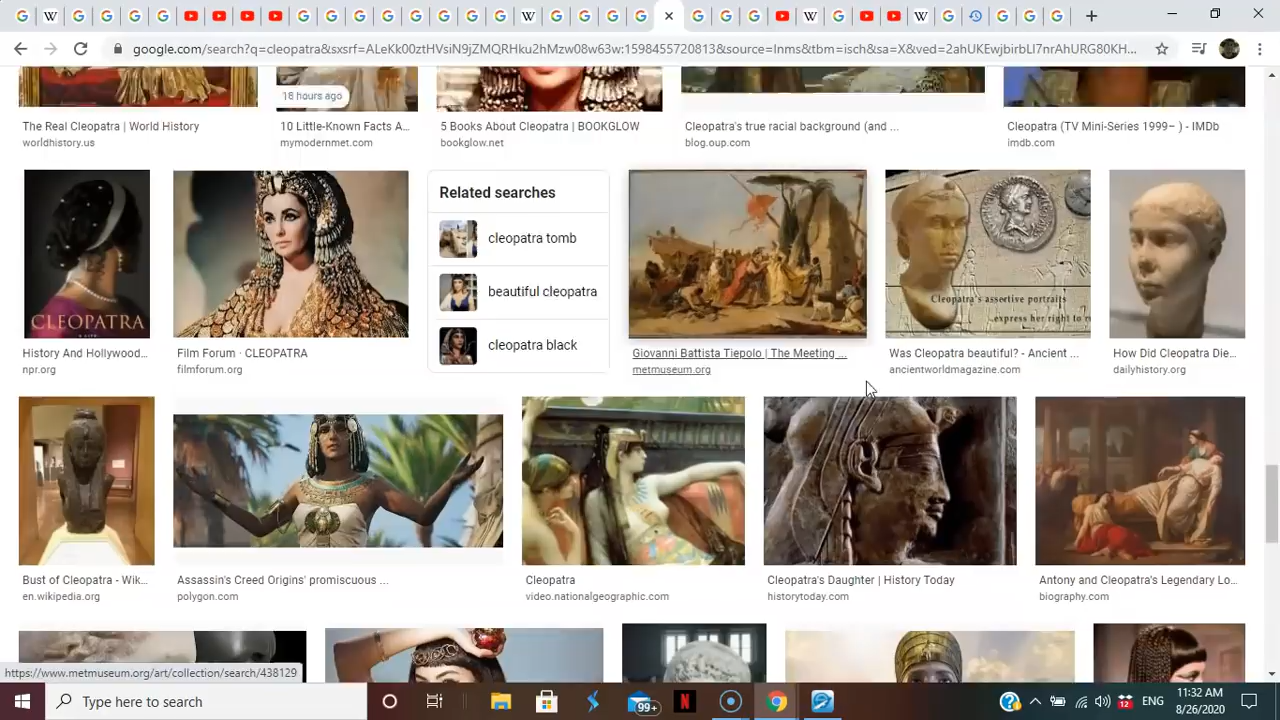 google.com/search?q=cleopatra&sxsrf=ALeKk00ztHVsiN9jZMQRHku2hMzw08w63w:1598455720813&source=lnms&tbm=isch&sa=X&ved=2ahUKEwjbirbLl7nrAhURG80KH...
18 hours ago
The Real Cleopatra | World History
worldhistory.us
10 Little-Known Facts A...
mymodernmet.com
5 Books About Cleopatra | BOOKGLOW
bookglow.net
Cleopatra's true racial background (and ...
blog.oup.com
Cleopatra (TV Mini-Series 1999– ) - IMDb
imdb.com
CLEOPATRA
History And Hollywood...
npr.org
Film Forum · CLEOPATRA
filmforum.org
Related searches
cleopatra tomb
beautiful cleopatra
cleopatra black
Giovanni Battista Tiepolo | The Meeting ...
metmuseum.org
Cleopatra's assertive portraits
express her right to r
Was Cleopatra beautiful? - Ancient ...
ancientworldmagazine.com
How Did Cleopatra Die...
dailyhistory.org
Bust of Cleopatra - Wik...
en.wikipedia.org
Assassin's Creed Origins' promiscuous ...
polygon.com
Cleopatra
video.nationalgeographic.com
Cleopatra's Daughter | History Today
historytoday.com
Antony and Cleopatra's Legendary Lo...
biography.com
https://www.metmuseum.org/art/collection/search/438129
Type here to search
99+
12
ENG
11:32 AM
8/26/2020